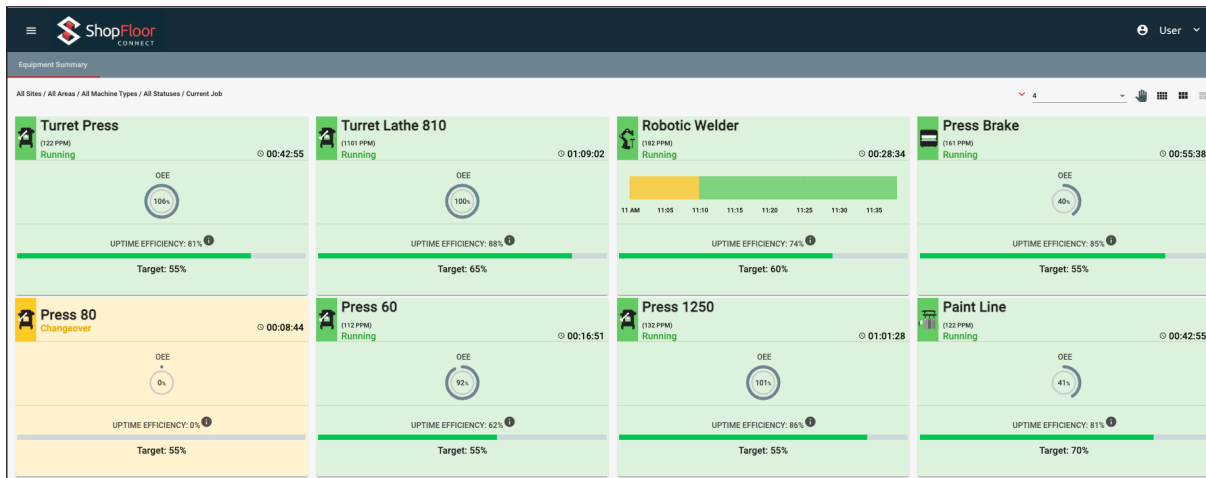 ShopFloor
CONNECT
User
Equipment Summary
All Sites / All Areas / All Machine Types / All Statuses / Current Job
4
Turret Press
(122 PPM)
Running
00:42:55
OEE
106%
UPTIME EFFICIENCY: 81%
Target: 55%
Turret Lathe 810
(1101 PPM)
Running
01:09:02
OEE
100%
UPTIME EFFICIENCY: 88%
Target: 65%
Robotic Welder
(182 PPM)
Running
00:28:34
11 AM 11:05 11:10 11:15 11:20 11:25 11:30 11:35
UPTIME EFFICIENCY: 74%
Target: 60%
Press Brake
(161 PPM)
Running
00:55:38
OEE
40%
UPTIME EFFICIENCY: 85%
Target: 55%
Press 80
Changeover
00:08:44
OEE
0%
UPTIME EFFICIENCY: 0%
Target: 55%
Press 60
(112 PPM)
Running
00:16:51
OEE
92%
UPTIME EFFICIENCY: 62%
Target: 55%
Press 1250
(132 PPM)
Running
01:01:28
OEE
101%
UPTIME EFFICIENCY: 86%
Target: 55%
Paint Line
(122 PPM)
Running
00:42:55
OEE
41%
UPTIME EFFICIENCY: 81%
Target: 70%